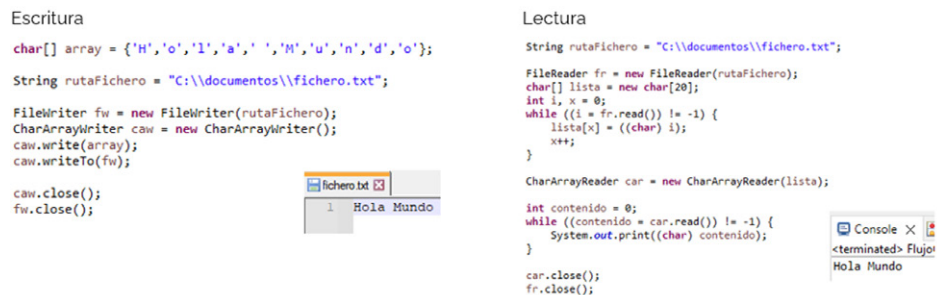 Escritura
char[] array = {'H','o','l','a',' ','M','u','n','d','o'};
String rutaFichero = "C:\\documentos\\fichero.txt";
FileWriter fw = new FileWriter(rutaFichero);
CharArrayWriter caw = new CharArrayWriter();
caw.write(array);
caw.writeTo(fw);
caw.close();
fw.close();
fichero.txt
1 Hola Mundo
Lectura
String rutaFichero = "C:\\documentos\\fichero.txt";
FileReader fr = new FileReader(rutaFichero);
char[] lista = new char[20];
int i, x = 0;
while ((i = fr.read()) != -1) {
lista[x] = ((char) i);
x++;
}
CharArrayReader car = new CharArrayReader(lista);
int contenido = 0;
while ((contenido = car.read()) != -1) {
System.out.print((char) contenido);
}
car.close();
fr.close();
Console
<terminated> Flujo
Hola Mundo